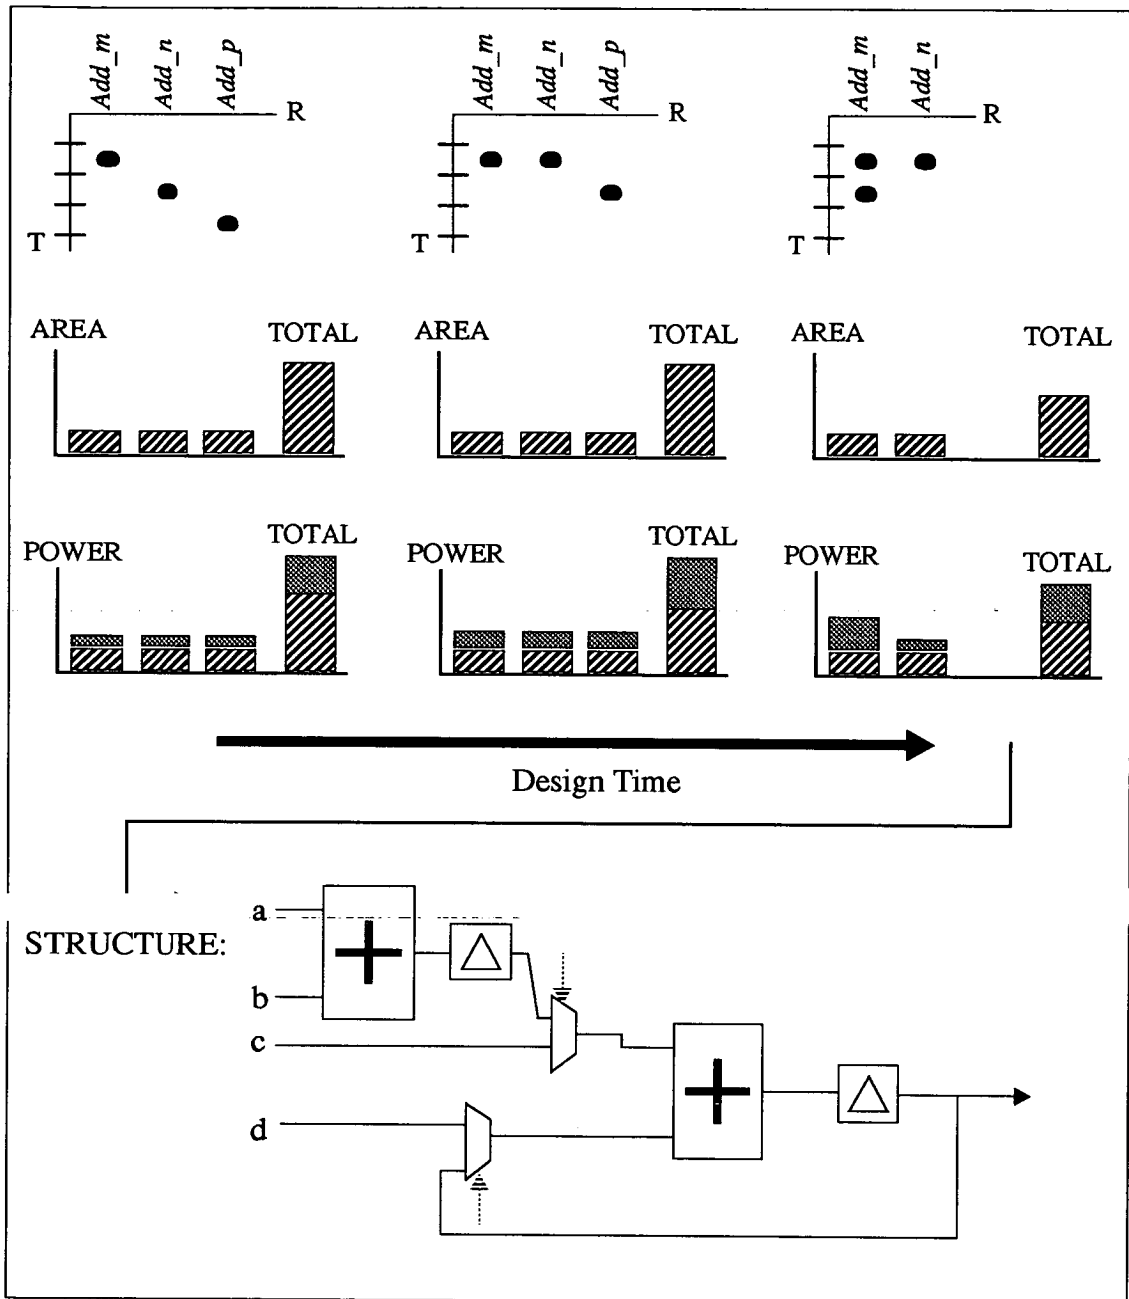 Add_m Add_n Add_p
R
T
Add_m Add_n Add_p
R
T
Add_m Add_n
R
T
AREA TOTAL
AREA TOTAL
AREA TOTAL
POWER TOTAL
POWER TOTAL
POWER TOTAL
Design Time
STRUCTURE:
a
b
c
d